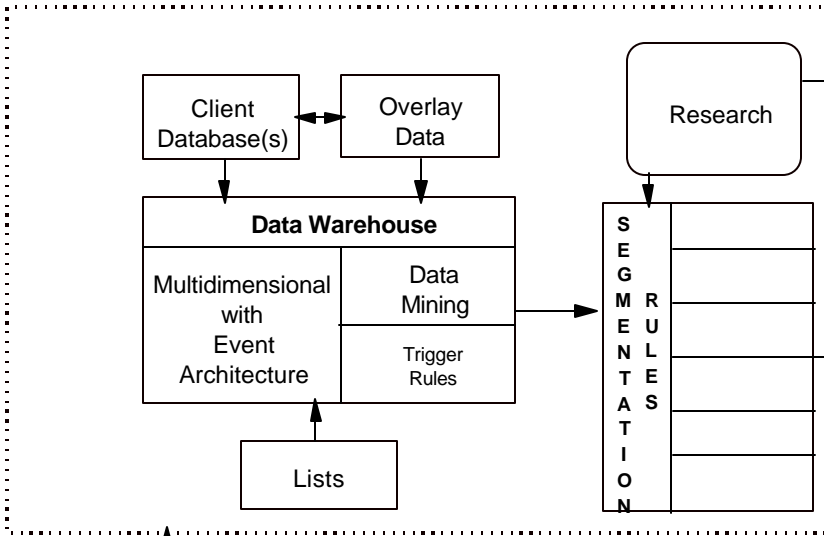 Client
Database(s)
Overlay
Data
Research
Data Warehouse
Multidimensional
with
Event
Architecture
Data
Mining
Trigger
Rules
Lists
SEGMENTATION
RULES